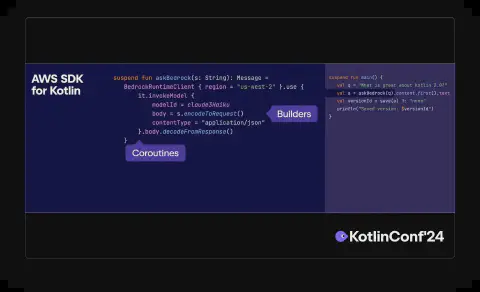 AWS SDK
for Kotlin
suspend fun askBedrock(s: String): Message =
BedrockRuntimeClient { region = "us-west-2" }.use {
it.invokeModel {
modelId = claude3Haiku
body = s.encodeToRequest()
contentType = "application/json"
}.body.decodeFromResponse()
}
Builders
Coroutines
suspend fun main() {
val q = "What is great about Kotlin 2.0?"
val a = askBedrock(q).content.first().text
val versionId = save(a) ?: "none"
println("Saved version: $versionId")
}
KotlinConf'24